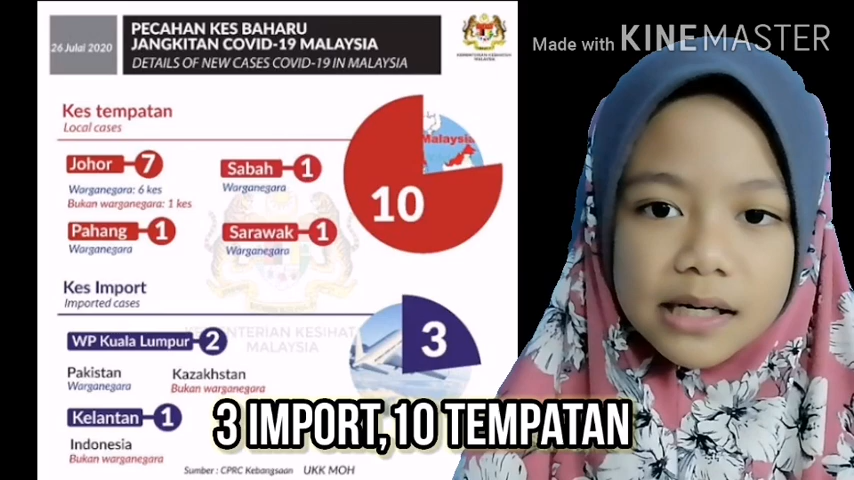 26 Julai 2020
PECAHAN KES BAHARU
JANGKITAN COVID-19 MALAYSIA
DETAILS OF NEW CASES COVID-19 IN MALAYSIA
KEMENTERIAN KESIHATAN
MALAYSIA
Made with KINEMASTER
Kes tempatan
Local cases
Johor 7
Warganegara: 6 kes
Bukan warganegara: 1 kes
Sabah 1
Warganegara
Pahang 1
Warganegara
Sarawak 1
Warganegara
Malaysia
10
Kes Import
Imported cases
WP Kuala Lumpur 2
Pakistan
Warganegara
Kazakhstan
Bukan warganegara
Kelantan 1
Indonesia
Bukan warganegara
3
MALAYSIA
3 IMPORT, 10 TEMPATAN
Sumber : CPRC Kebangsaan UKK MOH